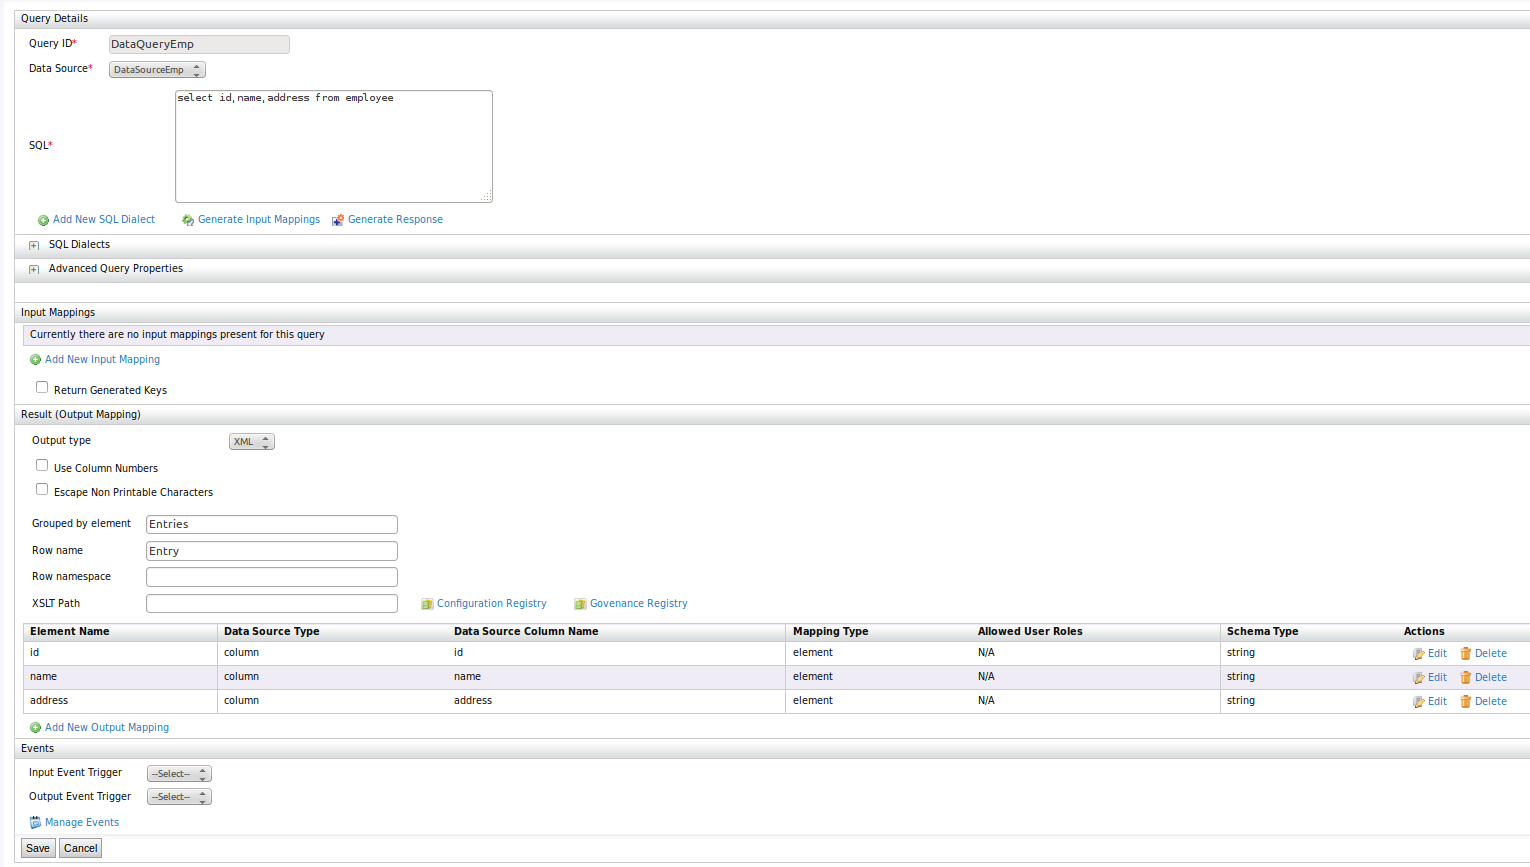 Query Details
Query ID* DataQueryEmp
Data Source* DataSourceEmp
select id,name,address from employee
SQL*
Add New SQL Dialect Generate Input Mappings Generate Response
SQL Dialects
Advanced Query Properties
Input Mappings
Currently there are no input mappings present for this query
Add New Input Mapping
Return Generated Keys
Result (Output Mapping)
Output type XML
Use Column Numbers
Escape Non Printable Characters
Grouped by element Entries
Row name Entry
Row namespace
XSLT Path Configuration Registry Govenance Registry
Element Name Data Source Type Data Source Column Name Mapping Type Allowed User Roles Schema Type Actions
id column id element N/A string Edit Delete
name column name element N/A string Edit Delete
address column address element N/A string Edit Delete
Add New Output Mapping
Events
Input Event Trigger --Select--
Output Event Trigger --Select--
Manage Events
Save Cancel